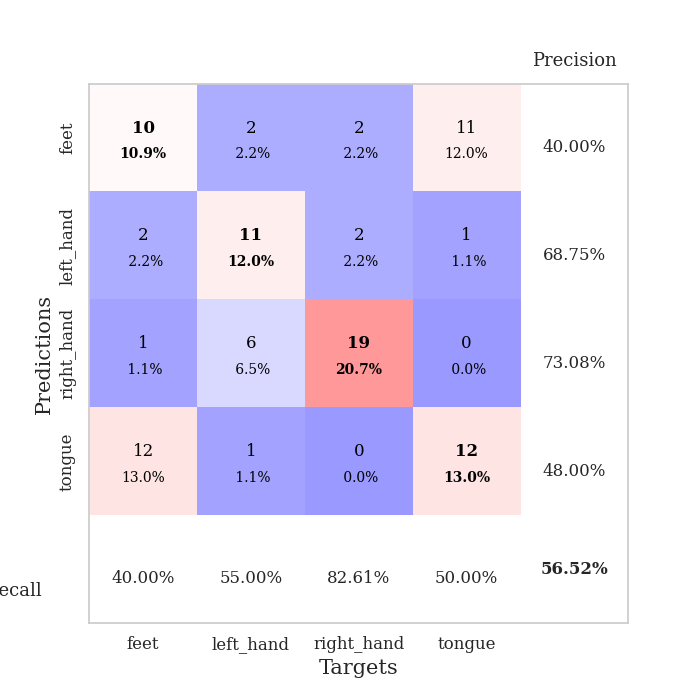 Precision
feet
10 2 2 11
10.9% 2.2% 2.2% 12.0%
40.00%
left_hand
2 11 2 1
2.2% 12.0% 2.2% 1.1%
68.75%
right_hand
1 6 19 0
1.1% 6.5% 20.7% 0.0%
73.08%
tongue
12 1 0 12
13.0% 1.1% 0.0% 13.0%
48.00%
Predictions
ecall
40.00% 55.00% 82.61% 50.00% 56.52%
feet left_hand right_hand tongue
Targets